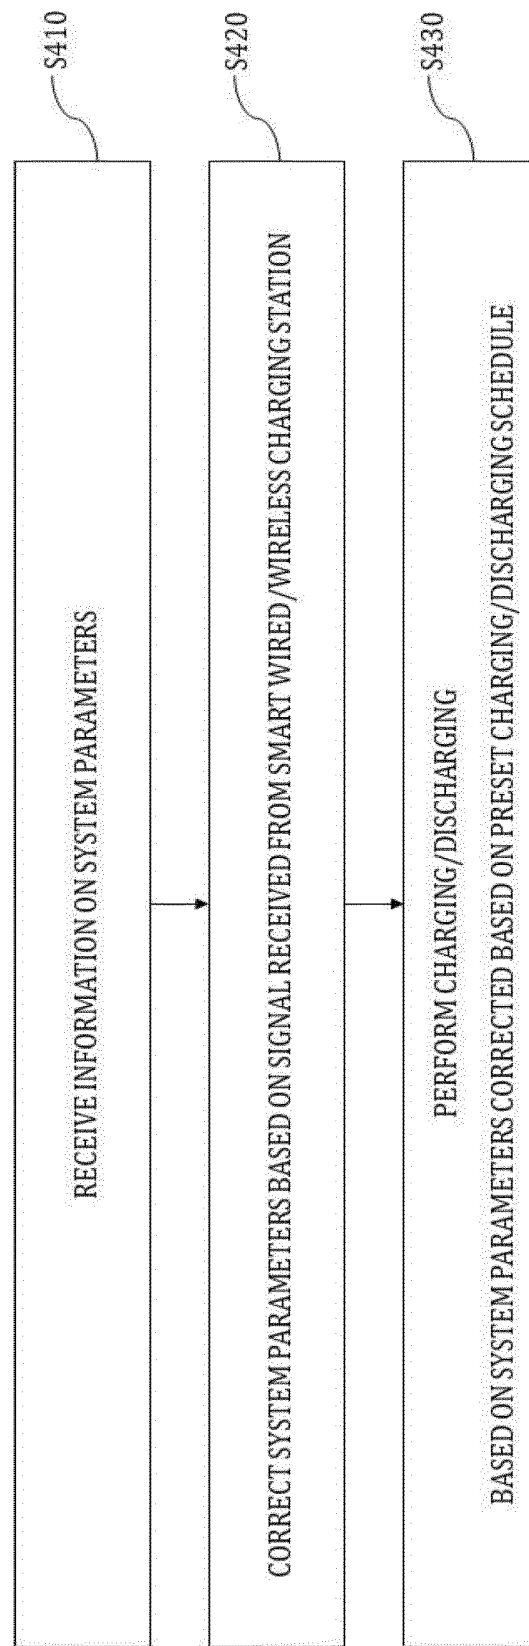 RECEIVE INFORMATION ON SYSTEM PARAMETERS
S410
CORRECT SYSTEM PARAMETERS BASED ON SIGNAL RECEIVED FROM SMART WIRED/WIRELESS CHARGING STATION
S420
PERFORM CHARGING/DISCHARGING
BASED ON SYSTEM PARAMETERS CORRECTED BASED ON PRESET CHARGING/DISCHARGING SCHEDULE
S430